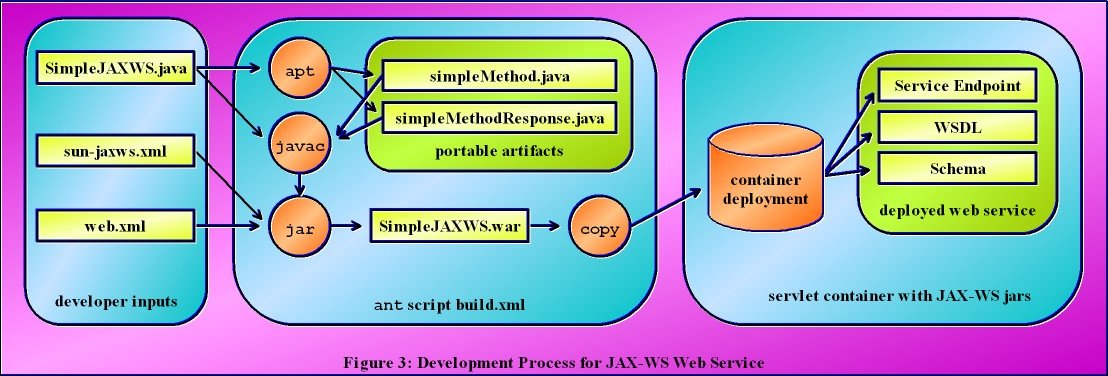 SimpleJAXWS.java
sun-jaxws.xml
web.xml
developer inputs
apt
javac
jar
simpleMethod.java
simpleMethodResponse.java
portable artifacts
SimpleJAXWS.war
copy
ant script build.xml
container
deployment
Service Endpoint
WSDL
Schema
deployed web service
servlet container with JAX-WS jars
Figure 3: Development Process for JAX-WS Web Service